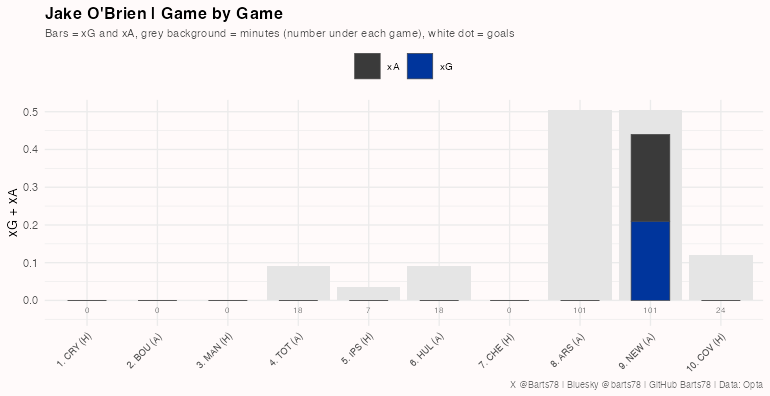 Jake O'Brien | Game by Game
Bars = xG and xA, grey background = minutes (number under each game), white dot = goals
xA xG
xG + xA
0.5
0.4
0.3
0.2
0.1
0.0
0 0 0 18 7 18 0 101 101 24
1. CRY (H) 2. BOU (A) 3. MAN (H) 4. TOT (A) 5. IPS (H) 6. HUL (A) 7. CHE (H) 8. ARS (A) 9. NEW (A) 10. COV (H)
X @Barts78 | Bluesky @barts78 | GitHub Barts78 | Data: Opta